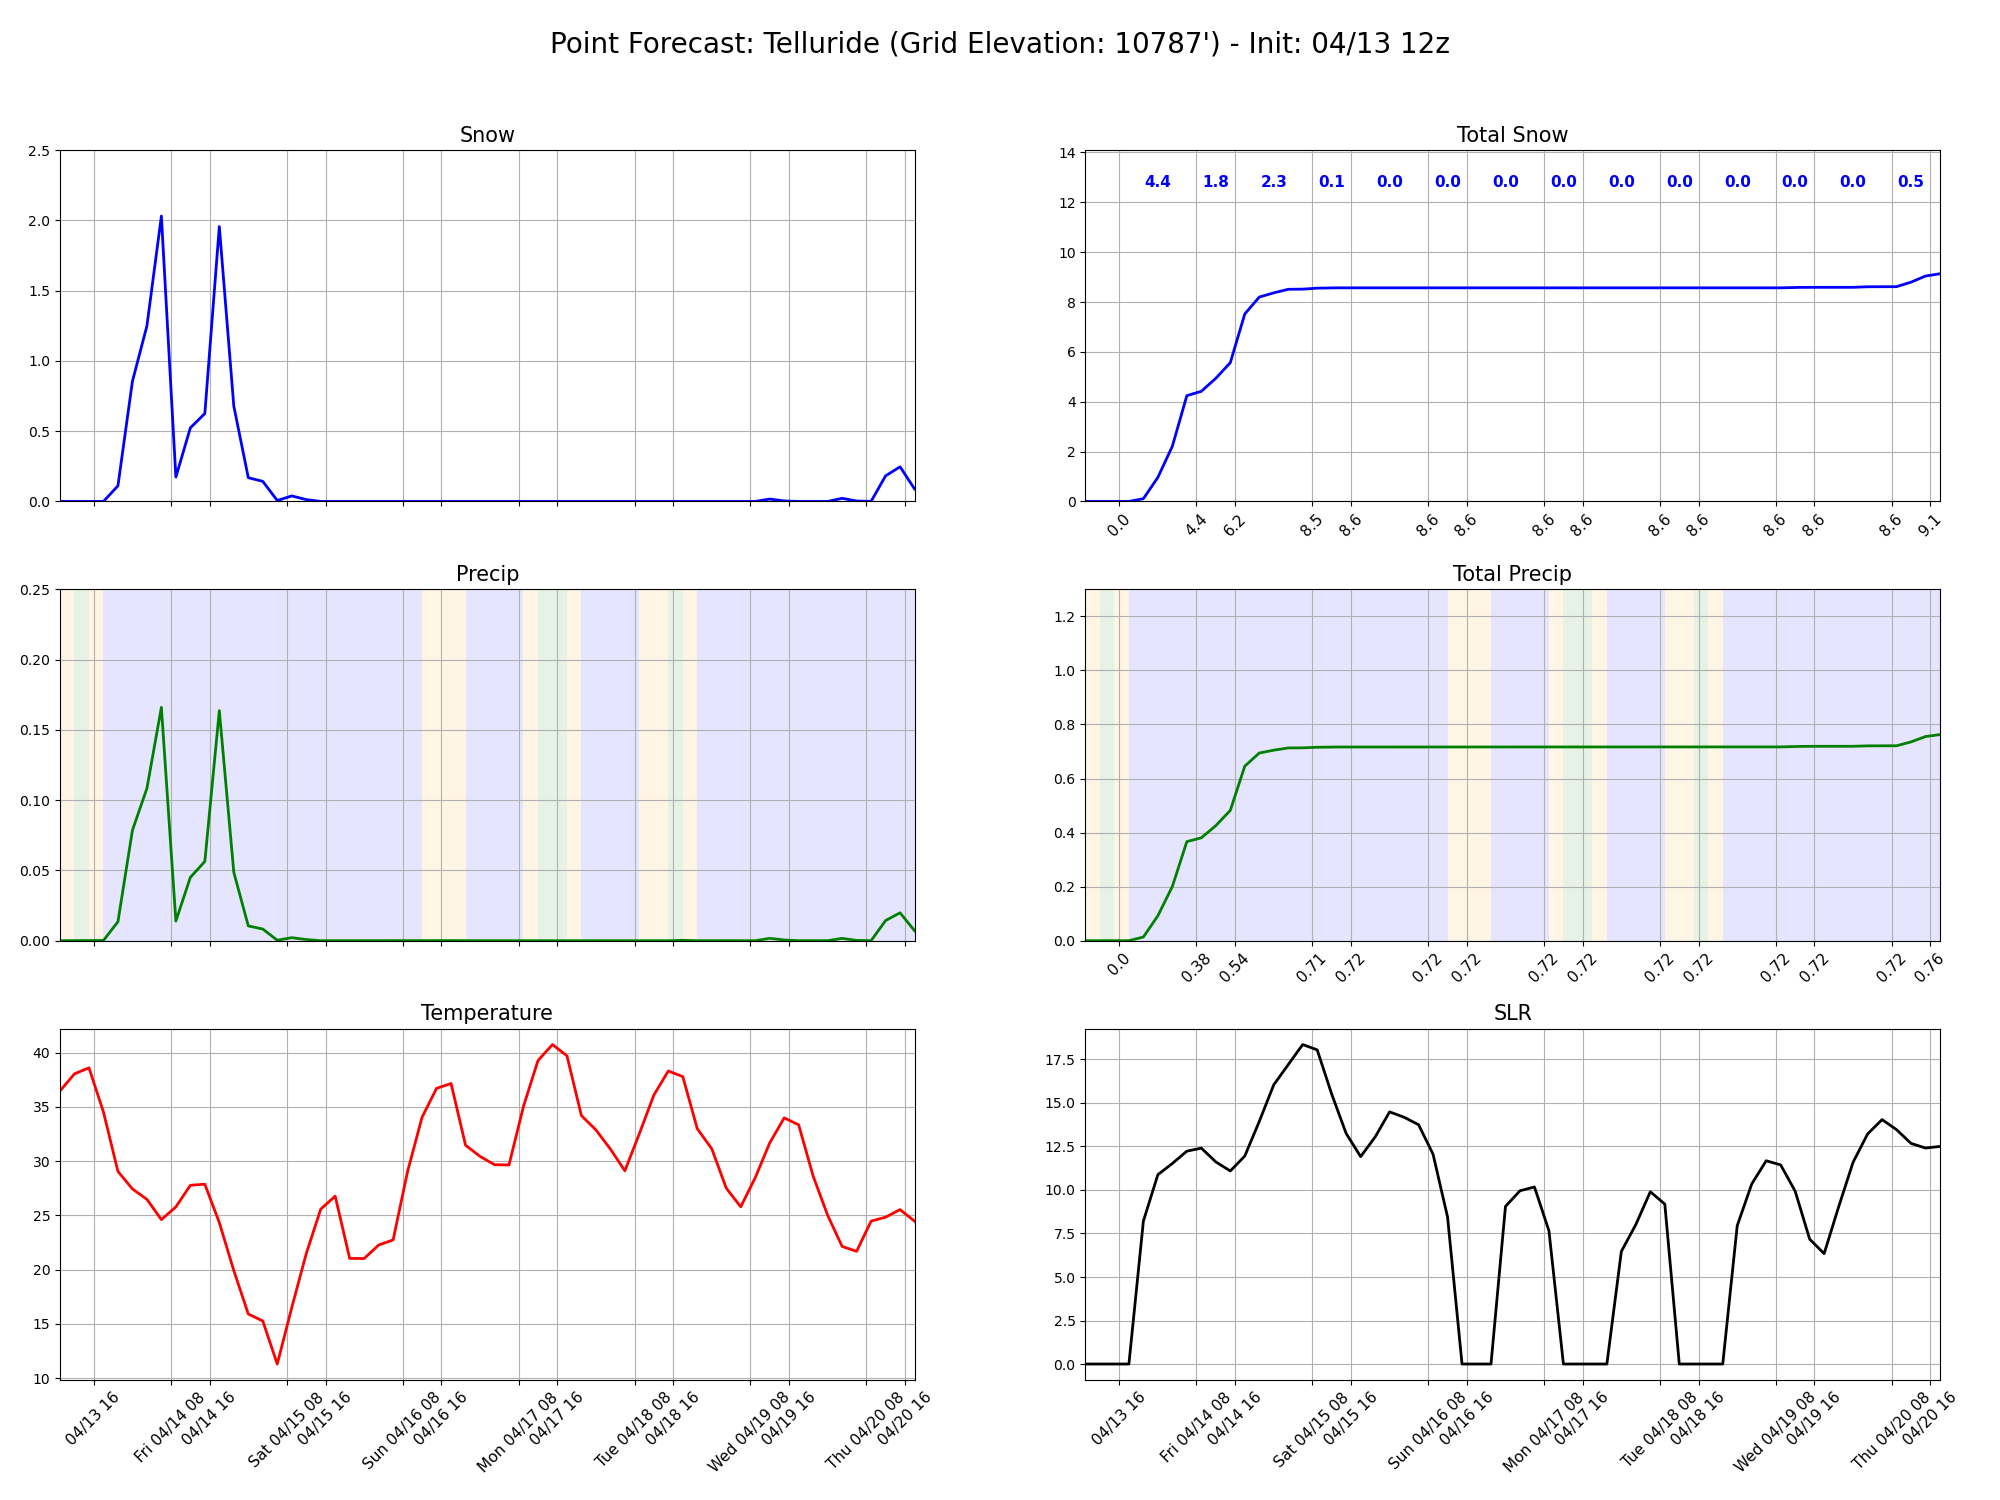 Point Forecast: Telluride (Grid Elevation: 10787') - Init: 04/13 12z
Snow
2.5
2.0
1.5
1.0
0.5
0.0
Total Snow
14
12
10
8
6
4
2
0
4.4 1.8 2.3 0.1 0.0 0.0 0.0 0.0 0.0 0.0 0.0 0.0 0.0 0.5
0.0 4.4 6.2 8.5 8.6 8.6 8.6 8.6 8.6 8.6 8.6 8.6 8.6 8.6 9.1
Precip
0.25
0.20
0.15
0.10
0.05
0.00
Total Precip
1.2
1.0
0.8
0.6
0.4
0.2
0.0
0.0 0.38 0.54 0.71 0.72 0.72 0.72 0.72 0.72 0.72 0.72 0.72 0.72 0.72 0.76
Temperature
40
35
30
25
20
15
10
04/13 16
Fri 04/14 08
04/14 16
Sat 04/15 08
04/15 16
Sun 04/16 08
04/16 16
Mon 04/17 08
04/17 16
Tue 04/18 08
04/18 16
Wed 04/19 08
04/19 16
Thu 04/20 08
04/20 16
SLR
17.5
15.0
12.5
10.0
7.5
5.0
2.5
0.0
04/13 16
Fri 04/14 08
04/14 16
Sat 04/15 08
04/15 16
Sun 04/16 08
04/16 16
Mon 04/17 08
04/17 16
Tue 04/18 08
04/18 16
Wed 04/19 08
04/19 16
Thu 04/20 08
04/20 16